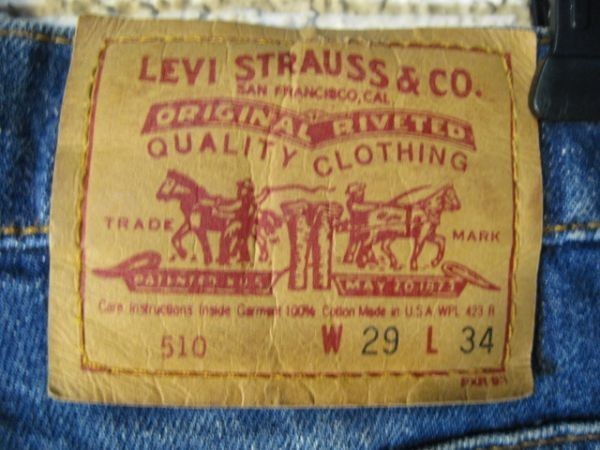 LEVI STRAUSS & CO.
SAN FRANCISCO, CAL
ORIGINAL RIVETED
QUALITY CLOTHING
TRADE MARK
PATENTED U.S. MAY 20 1873
Care Instructions Inside Garment 100% Cotton Made in U.S.A. WPL 423 R
510 W 29 L 34